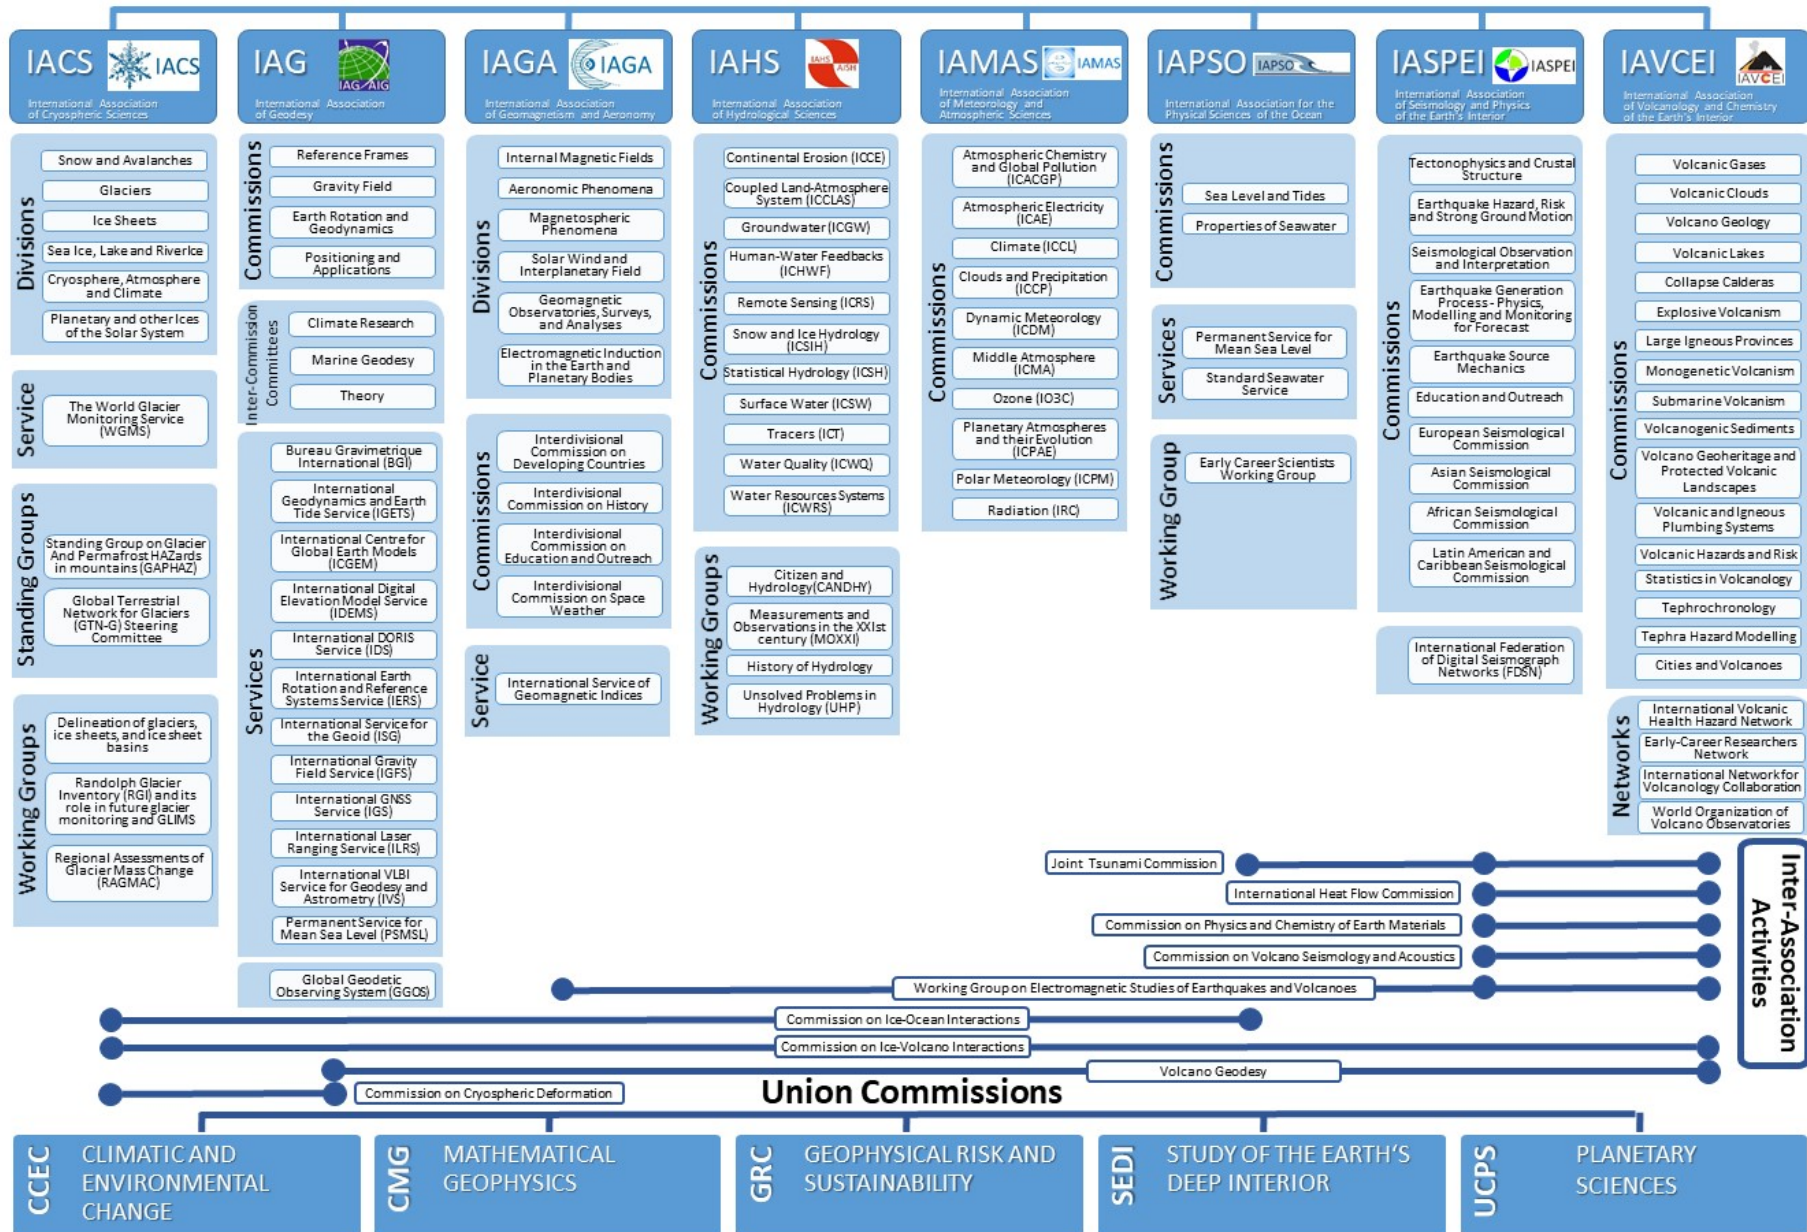 IACS
IACS
International Association
of Cryospheric Sciences
Divisions
Snow and Avalanches
Glaciers
Ice Sheets
Sea Ice, Lake and RiverIce
Cryosphere, Atmosphere
and Climate
Planetary and other Ices
of the Solar System
Service
The World Glacier
Monitoring Service
(WGMS)
Standing Groups
Standing Group on Glacier
And Permafrost HAZards
in mountains (GAPHAZ)
Global Terrestrial
Network for Glaciers
(GTN-G) Steering
Committee
Working Groups
Delineation of glaciers,
ice sheets, and ice sheet
basins
Randolph Glacier
Inventory (RGI) and its
role in future glacier
monitoring and GLIMS
Regional Assessments of
Glacier Mass Change
(RAGMAC)
IAG
IAG AIG
International Association
of Geodesy
Commissions
Reference Frames
Gravity Field
Earth Rotation and
Geodynamics
Positioning and
Applications
Inter-Commission
Committees
Climate Research
Marine Geodesy
Theory
Services
Bureau Gravimetrique
International (BGI)
International
Geodynamics and Earth
Tide Service (IGETS)
International Centre for
Global Earth Models
(ICGEM)
International Digital
Elevation Model Service
(IDEMS)
International DORIS
Service (IDS)
International Earth
Rotation and Reference
Systems Service (IERS)
International Service for
the Geoid (ISG)
International Gravity
Field Service (IGFS)
International GNSS
Service (IGS)
International Laser
Ranging Service (ILRS)
International VLBI
Service for Geodesy and
Astrometry (IVS)
Permanent Service for
Mean Sea Level (PSMSL)
Global Geodetic
Observing System (GGOS)
IAGA
IAGA
International Association
of Geomagnetism and Aeronomy
Divisions
Internal Magnetic Fields
Aeronomic Phenomena
Magnetospheric
Phenomena
Solar Wind and
Interplanetary Field
Geomagnetic
Observatories, Surveys,
and Analyses
Electromagnetic Induction
in the Earth and
Planetary Bodies
Commissions
Interdivisional
Commission on
Developing Countries
Interdivisional
Commission on History
Interdivisional
Commission on
Education and Outreach
Interdivisional
Commission on Space
Weather
Service
International Service of
Geomagnetic Indices
IAHS
IAHS
AISH
International Association
of Hydrological Sciences
Commissions
Continental Erosion (ICCE)
Coupled Land-Atmosphere
System (ICCLAS)
Groundwater (ICGW)
Human-Water Feedbacks
(ICHWF)
Remote Sensing (ICRS)
Snow and Ice Hydrology
(ICSIH)
Statistical Hydrology (ICSH)
Surface Water (ICSW)
Tracers (ICT)
Water Quality (ICWQ)
Water Resources Systems
(ICWRS)
Working Groups
Citizen and
Hydrology(CANDHY)
Measurements and
Observations in the XXIst
century (MOXXI)
History of Hydrology
Unsolved Problems in
Hydrology (UHP)
IAMAS
IAMAS
International Association
of Meteorology and
Atmospheric Sciences
Commissions
Atmospheric Chemistry
and Global Pollution
(ICACGP)
Atmospheric Electricity
(ICAE)
Climate (ICCL)
Clouds and Precipitation
(ICCP)
Dynamic Meteorology
(ICDM)
Middle Atmosphere
(ICMA)
Ozone (IO3C)
Planetary Atmospheres
and their Evolution
(ICPAE)
Polar Meteorology (ICPM)
Radiation (IRC)
IAPSO
IAPSO
International Association for the
Physical Sciences of the Ocean
Commissions
Sea Level and Tides
Properties of Seawater
Services
Permanent Service for
Mean Sea Level
Standard Seawater
Service
Working Group
Early Career Scientists
Working Group
IASPEI
IASPEI
International Association
of Seismology and Physics
of the Earth's Interior
Commissions
Tectonophysics and Crustal
Structure
Earthquake Hazard, Risk
and Strong Ground Motion
Seismological Observation
and Interpretation
Earthquake Generation
Process - Physics,
Modelling and Monitoring
for Forecast
Earthquake Source
Mechanics
Education and Outreach
European Seismological
Commission
Asian Seismological
Commission
African Seismological
Commission
Latin American and
Caribbean Seismological
Commission
International Federation
of Digital Seismograph
Networks (FDSN)
IAVCEI
IAVCEI
International Association
of Volcanology and Chemistry
of the Earth's Interior
Commissions
Volcanic Gases
Volcanic Clouds
Volcano Geology
Volcanic Lakes
Collapse Calderas
Explosive Volcanism
Large Igneous Provinces
Monogenetic Volcanism
Submarine Volcanism
Volcanogenic Sediments
Volcano Geoheritage and
Protected Volcanic
Landscapes
Volcanic and Igneous
Plumbing Systems
Volcanic Hazards and Risk
Statistics in Volcanology
Tephrochronology
Tephra Hazard Modelling
Cities and Volcanoes
Networks
International Volcanic
Health Hazard Network
Early-Career Researchers
Network
International Network for
Volcanology Collaboration
World Organization of
Volcano Observatories
Inter-Association
Activities
Joint Tsunami Commission
International Heat Flow Commission
Commission on Physics and Chemistry of Earth Materials
Commission on Volcano Seismology and Acoustics
Working Group on Electromagnetic Studies of Earthquakes and Volcanoes
Commission on Ice-Ocean Interactions
Commission on Ice-Volcano Interactions
Volcano Geodesy
Commission on Cryospheric Deformation
Union Commissions
CCEC
CLIMATIC AND
ENVIRONMENTAL
CHANGE
CMG
MATHEMATICAL
GEOPHYSICS
GRC
GEOPHYSICAL RISK AND
SUSTAINABILITY
SEDI
STUDY OF THE EARTH'S
DEEP INTERIOR
UCPS
PLANETARY
SCIENCES